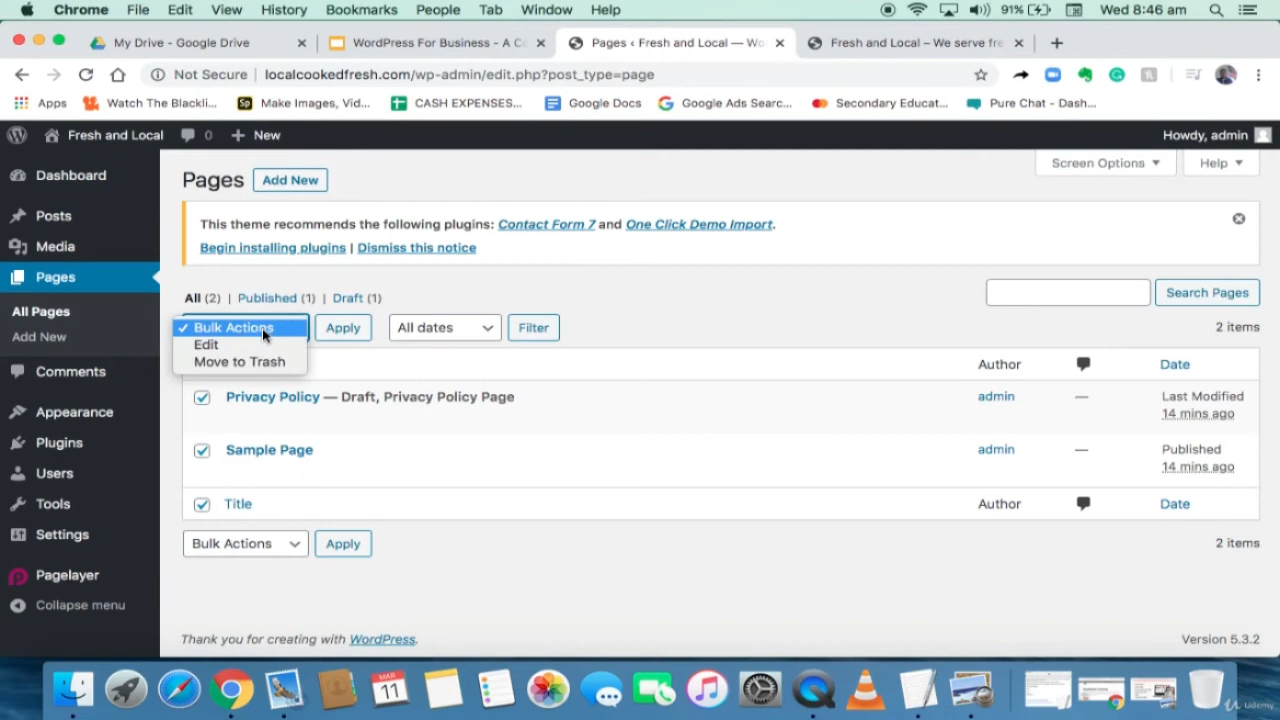 Chrome File Edit View History Bookmarks People Tab Window Help 91% Wed 8:46 am
My Drive - Google Drive WordPress For Business - A Co Pages ‹ Fresh and Local — Wo Fresh and Local – We serve fre
Not Secure localcookedfresh.com/wp-admin/edit.php?post_type=page
Apps Watch The Blackli... Make Images, Vid... CASH EXPENSES... Google Docs Google Ads Searc... Secondary Educat... Pure Chat - Dash...
Fresh and Local 0 New Howdy, admin
Dashboard
Posts
Media
Pages
All Pages
Add New
Comments
Appearance
Plugins
Users
Tools
Settings
Pagelayer
Collapse menu
Screen Options Help
Pages Add New
This theme recommends the following plugins: Contact Form 7 and One Click Demo Import.
Begin installing plugins | Dismiss this notice
All (2) | Published (1) | Draft (1)
Search Pages
Bulk Actions Apply All dates Filter 2 items
Edit
Move to Trash
Author Date
Privacy Policy — Draft, Privacy Policy Page admin — Last Modified
14 mins ago
Sample Page admin — Published
14 mins ago
Title Author Date
Bulk Actions Apply 2 items
Thank you for creating with WordPress. Version 5.3.2
MAR
11
Udemy